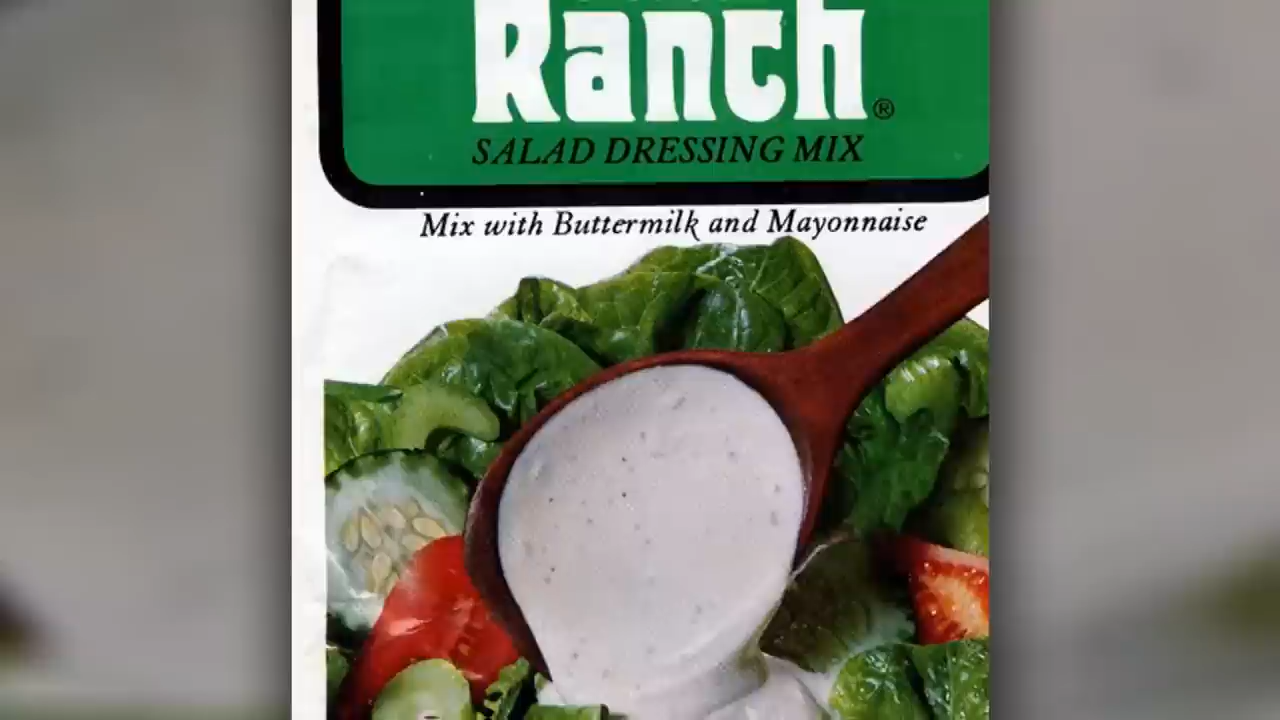 Ranch®
SALAD DRESSING MIX
Mix with Buttermilk and Mayonnaise